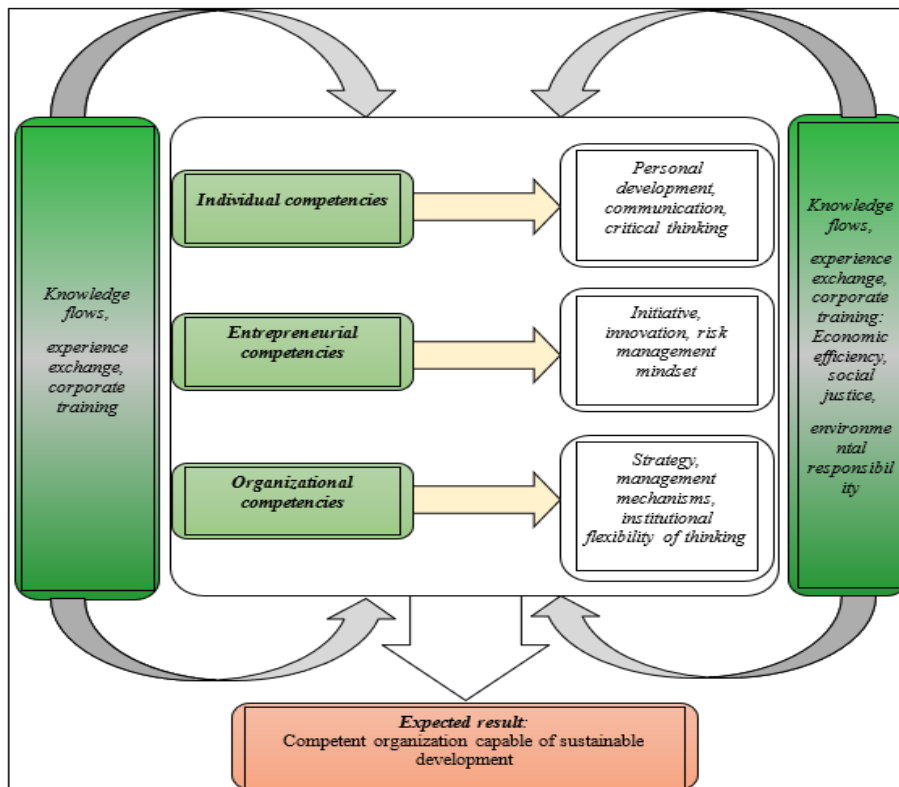 Knowledge
flows,
experience
exchange,
corporate
training
Individual competencies
Personal
development,
communication,
critical thinking
Entrepreneurial
competencies
Initiative,
innovation, risk
management
mindset
Organizational
competencies
Strategy,
management
mechanisms,
institutional
flexibility of thinking
Knowledge
flows,
experience
exchange,
corporate
training:
Economic
efficiency,
social
justice,
environme
ntal
responsibil
ity
Expected result:
Competent organization capable of sustainable
development